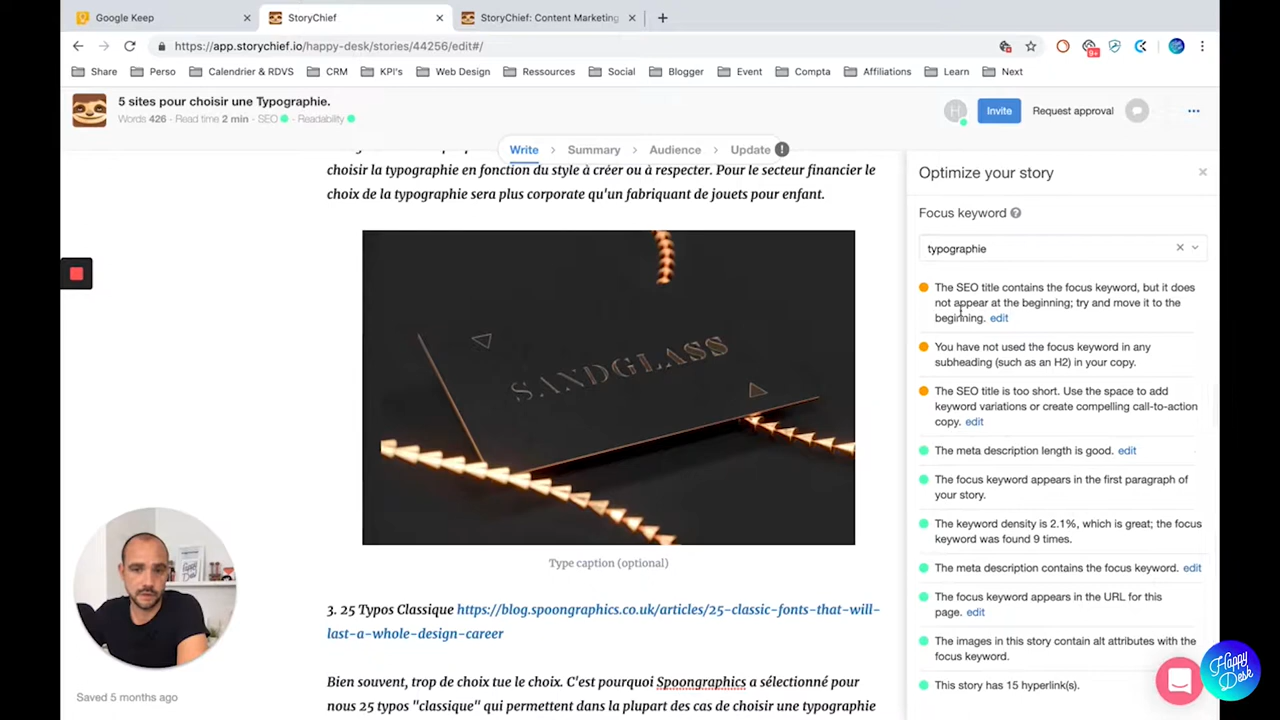 Google Keep
StoryChief
StoryChief: Content Marketing
https://app.storychief.io/happy-desk/stories/44256/edit#/
9+
Share
Perso
Calendrier & RDVS
CRM
KPI's
Web Design
Ressources
Social
Blogger
Event
Compta
Affiliations
Learn
Next
5 sites pour choisir une Typographie.
Words 426 - Read time 2 min - SEO - Readability
H
Invite
Request approval
Write > Summary > Audience > Update
choisir la typographie en fonction du style à créer ou à respecter. Pour le secteur financier le
choix de la typographie sera plus corporate qu'un fabriquant de jouets pour enfant.
SANDGLASS
Type caption (optional)
3. 25 Typos Classique https://blog.spoongraphics.co.uk/articles/25-classic-fonts-that-will-
last-a-whole-design-career
Bien souvent, trop de choix tue le choix. C'est pourquoi Spoongraphics a sélectionné pour
nous 25 typos "classique" qui permettent dans la plupart des cas de choisir une typographie
Saved 5 months ago
Optimize your story
Focus keyword
typographie
The SEO title contains the focus keyword, but it does
not appear at the beginning; try and move it to the
beginning. edit
You have not used the focus keyword in any
subheading (such as an H2) in your copy.
The SEO title is too short. Use the space to add
keyword variations or create compelling call-to-action
copy. edit
The meta description length is good. edit
The focus keyword appears in the first paragraph of
your story.
The keyword density is 2.1%, which is great; the focus
keyword was found 9 times.
The meta description contains the focus keyword. edit
The focus keyword appears in the URL for this
page. edit
The images in this story contain alt attributes with the
focus keyword.
This story has 15 hyperlink(s).
Happy
Desk